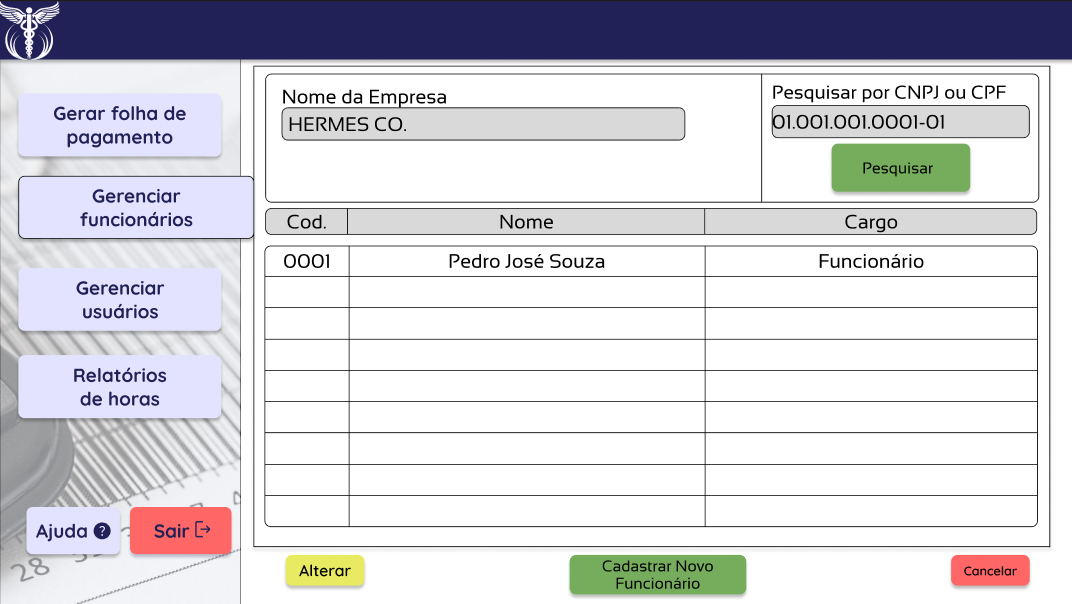 Gerar folha de
pagamento
Gerenciar
funcionários
Gerenciar
usuários
Relatórios
de horas
Ajuda ?
Sair
28
Nome da Empresa
HERMES CO.
Pesquisar por CNPJ ou CPF
01.001.001.0001-01
Pesquisar
Cod. Nome Cargo
0001 Pedro José Souza Funcionário
Alterar
Cadastrar Novo
Funcionário
Cancelar